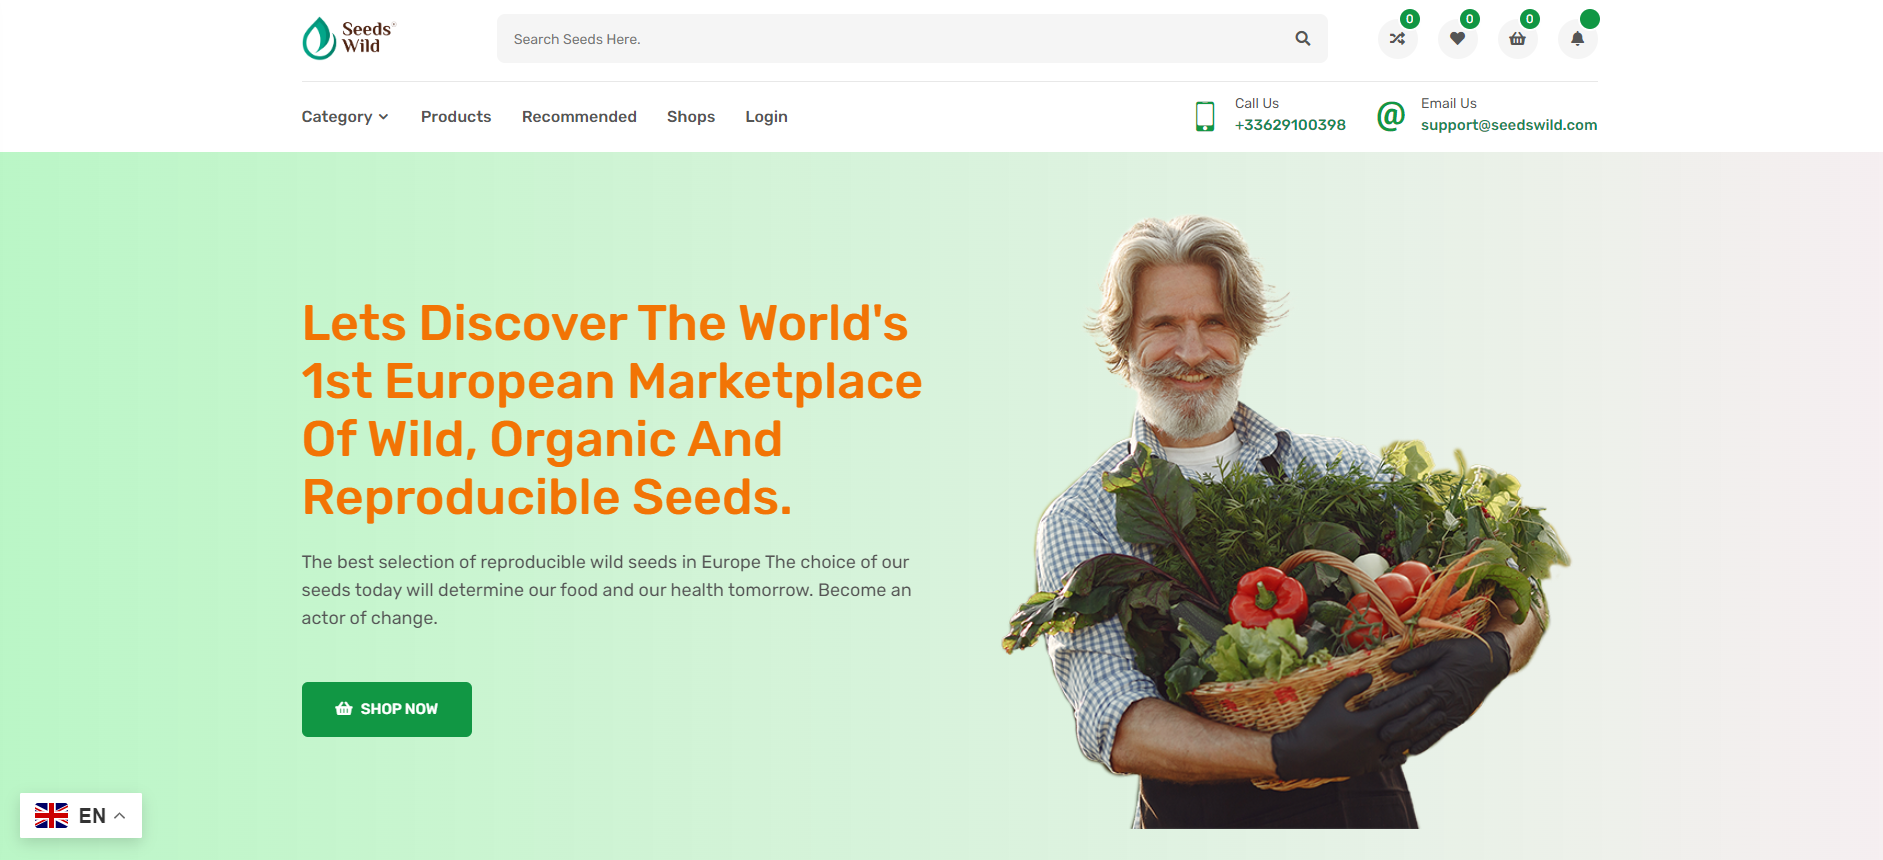 Seeds®
Wild
Search Seeds Here.
0
0
0
Category
Products
Recommended
Shops
Login
Call Us
+33629100398
Email Us
support@seedswild.com
Lets Discover The World's
1st European Marketplace
Of Wild, Organic And
Reproducible Seeds.
The best selection of reproducible wild seeds in Europe The choice of our
seeds today will determine our food and our health tomorrow. Become an
actor of change.
SHOP NOW
EN